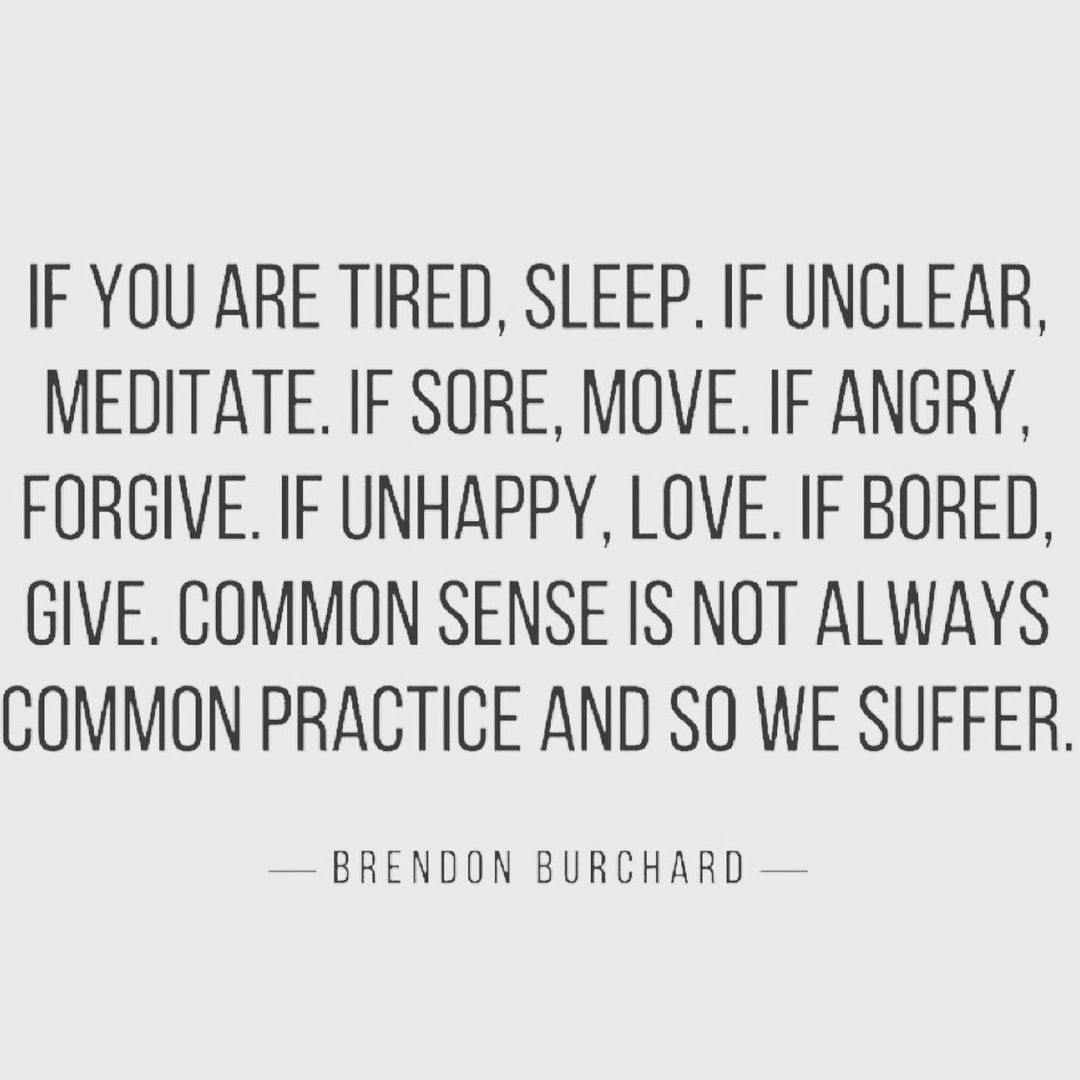 IF YOU ARE TIRED, SLEEP. IF UNCLEAR,
MEDITATE. IF SORE, MOVE. IF ANGRY,
FORGIVE. IF UNHAPPY, LOVE. IF BORED,
GIVE. COMMON SENSE IS NOT ALWAYS
COMMON PRACTICE AND SO WE SUFFER.
— BRENDON BURCHARD —